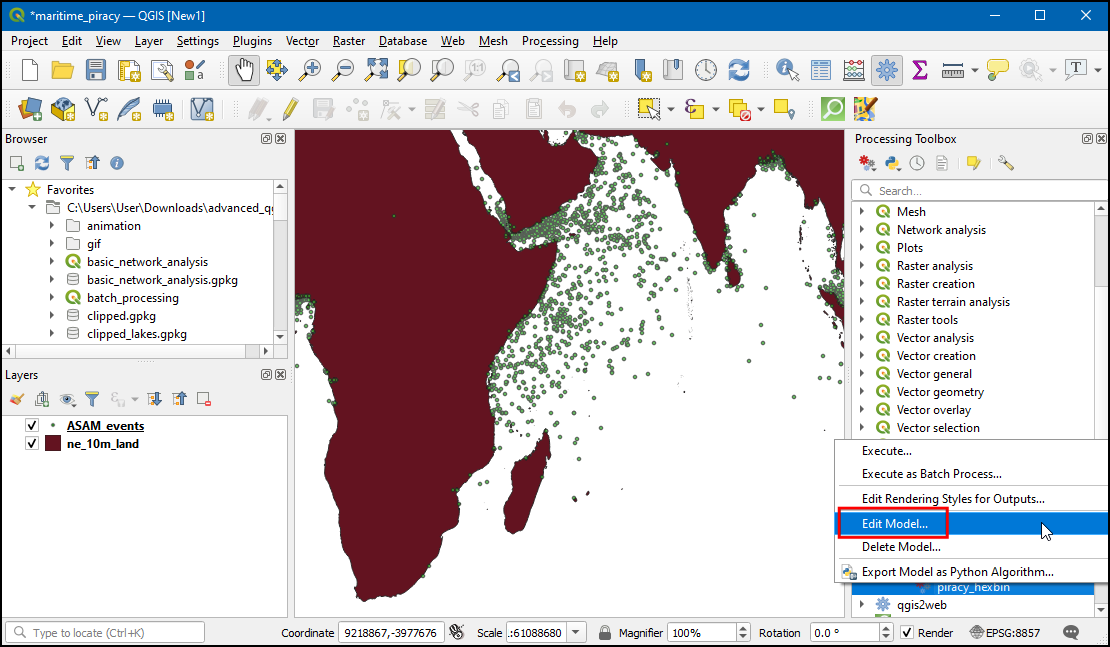 *maritime_piracy — QGIS [New1]
Project Edit View Layer Settings Plugins Vector Raster Database Web Mesh Processing Help
Browser
Favorites
C:\Users\User\Downloads\advanced_qg
animation
gif
basic_network_analysis
basic_network_analysis.gpkg
batch_processing
clipped.gpkg
clipped_lakes.gpkg
Layers
ASAM_events
ne_10m_land
Processing Toolbox
Search...
Mesh
Network analysis
Plots
Raster analysis
Raster creation
Raster terrain analysis
Raster tools
Vector analysis
Vector creation
Vector general
Vector geometry
Vector overlay
Vector selection
Execute...
Execute as Batch Process...
Edit Rendering Styles for Outputs...
Edit Model...
Delete Model...
Export Model as Python Algorithm...
piracy_hexbin
qgis2web
Type to locate (Ctrl+K) Coordinate 9218867,-3977676 Scale .:61088680 Magnifier 100% Rotation 0.0 ° Render EPSG:8857